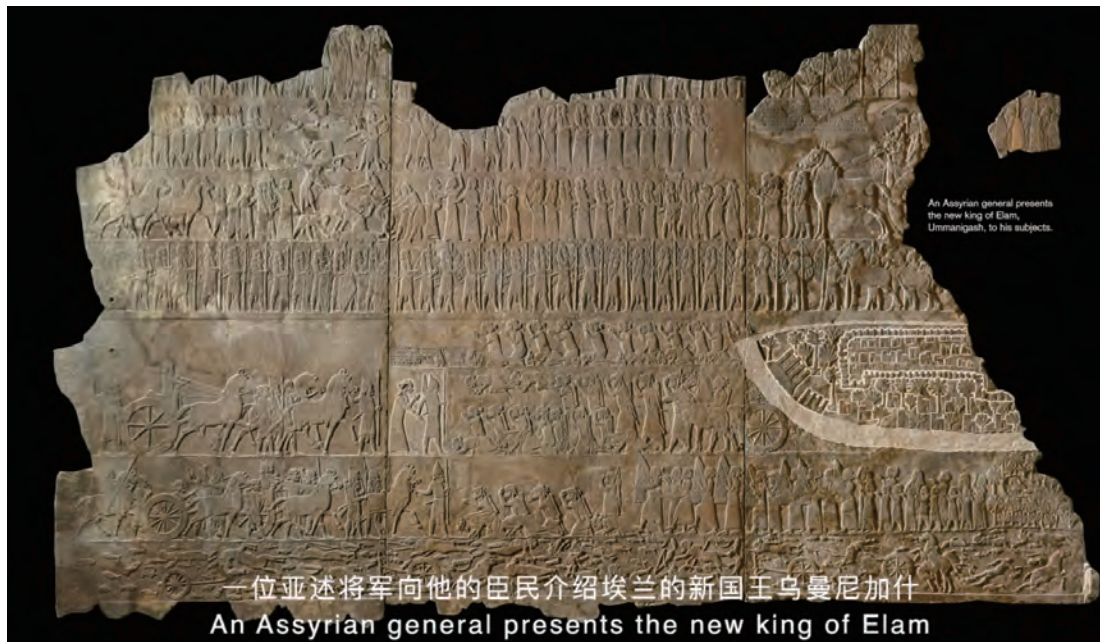 An Assyrian general presents
the new king of Elam,
Ummanigash, to his subjects.
一位亚述将军向他的臣民介绍埃兰的新国王乌曼尼加什
An Assyrian general presents the new king of Elam